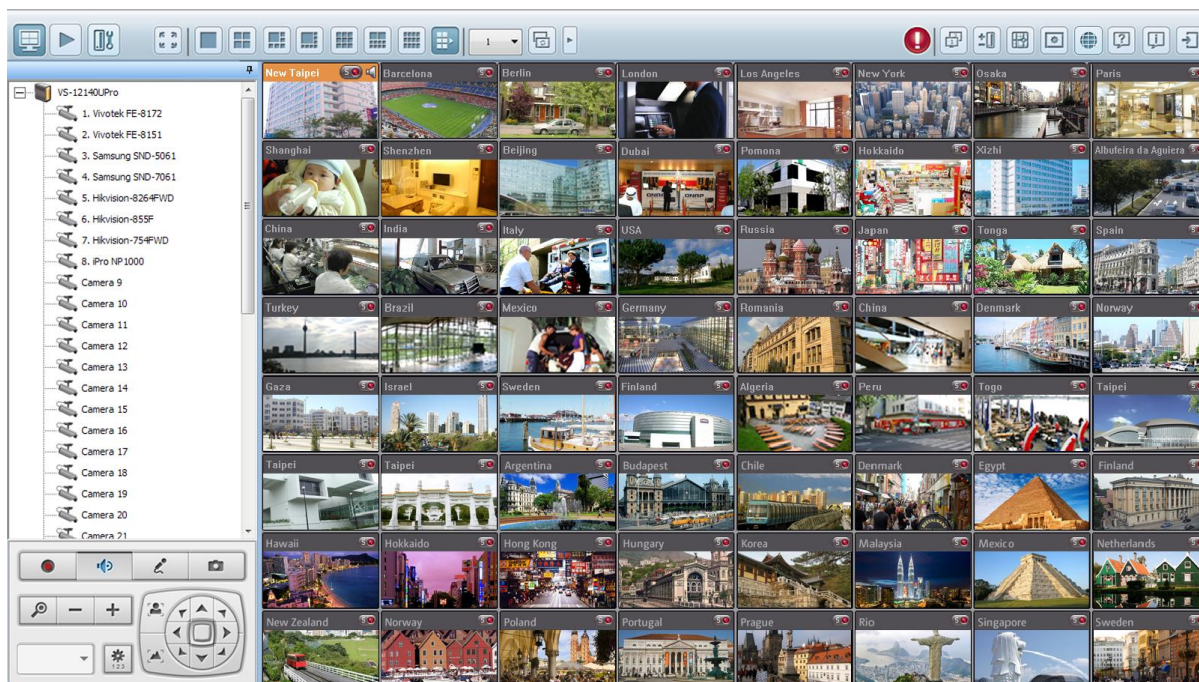 1
VS-12140UPro
1. Vivotek FE-8172
2. Vivotek FE-8151
3. Samsung SND-5061
4. Samsung SND-7061
5. Hikvision-8264FWD
6. Hikvision-855F
7. Hikvision-754FWD
8. iPro NP1000
Camera 9
Camera 10
Camera 11
Camera 12
Camera 13
Camera 14
Camera 15
Camera 16
Camera 17
Camera 18
Camera 19
Camera 20
Camera 21
123
New Taipei Barcelona Berlin London Los Angeles New York Osaka Paris
Shanghai Shenzhen Beijing Dubai Pomona Hokkaido Xizhi Albufeira da Aguiera
China India Italy USA Russia Japan Tonga Spain
Turkey Brazil Mexico Germany Romania China Denmark Norway
Gaza Israel Sweden Finland Algeria Peru Togo Taipei
Taipei Taipei Argentina Budapest Chile Denmark Egypt Finland
Hawaii Hokkaido Hong Kong Hungary Korea Malaysia Mexico Netherlands
New Zealand Norway Poland Portugal Prague Rio Singapore Sweden